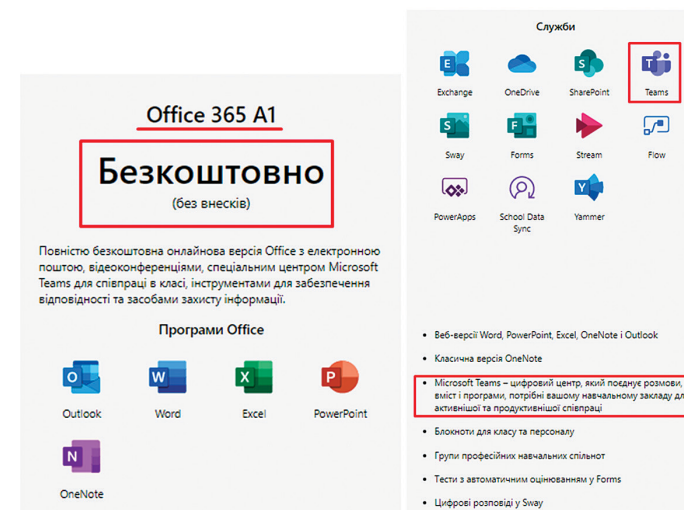 Office 365 A1
Безкоштовно
(без внесків)
Повністю безкоштовна онлайнова версія Office з електронною
поштою, відеоконференціями, спеціальним центром Microsoft
Teams для співпраці в класі, інструментами для забезпечення
відповідності та засобами захисту інформації.
Програми Office
Outlook
Word
Excel
PowerPoint
OneNote
Служби
Exchange
OneDrive
SharePoint
Teams
Sway
Forms
Stream
Flow
PowerApps
School Data
Sync
Yammer
Веб-версії Word, PowerPoint, Excel, OneNote і Outlook
Класична версія OneNote
Microsoft Teams – цифровий центр, який поєднує розмови,
вміст і програми, потрібні вашому навчальному закладу
активнішої та продуктивнішої співпраці
Блокноти для класу та персоналу
Групи професійних навчальних спільнот
Тести з автоматичним оцінюванням у Forms
Цифрові розповіді у Sway